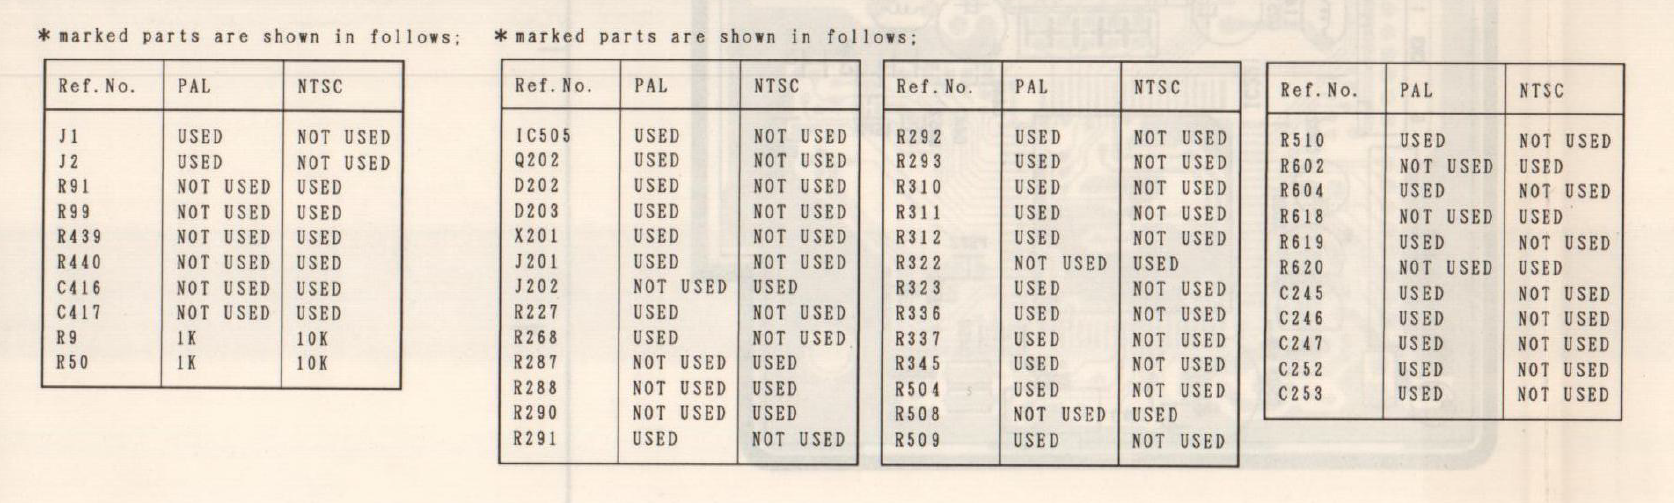 * marked parts are shown in follows;
Ref.No. PAL NTSC
J1 USED NOT USED
J2 USED NOT USED
R91 NOT USED USED
R99 NOT USED USED
R439 NOT USED USED
R440 NOT USED USED
C416 NOT USED USED
C417 NOT USED USED
R9 1K 10K
R50 1K 10K
* marked parts are shown in follows;
Ref.No. PAL NTSC
IC505 USED NOT USED
Q202 USED NOT USED
D202 USED NOT USED
D203 USED NOT USED
X201 USED NOT USED
J201 USED NOT USED
J202 NOT USED USED
R227 USED NOT USED
R268 USED NOT USED
R287 NOT USED USED
R288 NOT USED USED
R290 NOT USED USED
R291 USED NOT USED
Ref.No. PAL NTSC
R292 USED NOT USED
R293 USED NOT USED
R310 USED NOT USED
R311 USED NOT USED
R312 USED NOT USED
R322 NOT USED USED
R323 USED NOT USED
R336 USED NOT USED
R337 USED NOT USED
R345 USED NOT USED
R504 USED NOT USED
R508 NOT USED USED
R509 USED NOT USED
Ref.No. PAL NTSC
R510 USED NOT USED
R602 NOT USED USED
R604 USED NOT USED
R618 NOT USED USED
R619 USED NOT USED
R620 NOT USED USED
C245 USED NOT USED
C246 USED NOT USED
C247 USED NOT USED
C252 USED NOT USED
C253 USED NOT USED